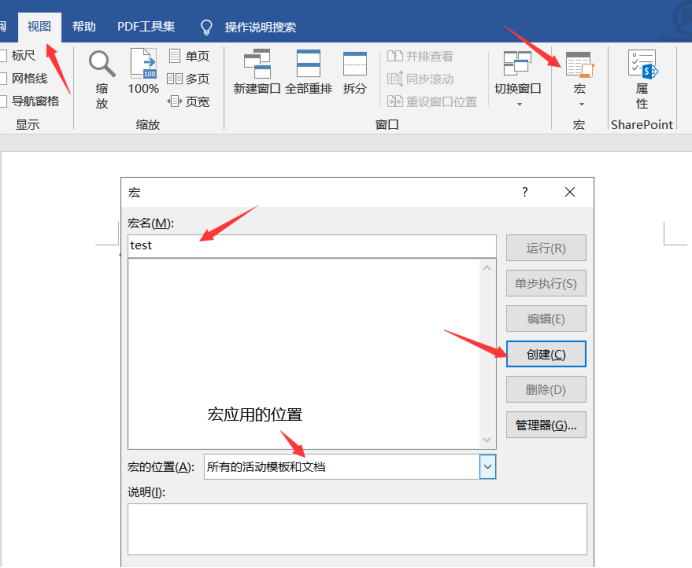 视图 帮助 PDF工具集 操作说明搜索
标尺
网格线
导航窗格
显示
缩放
100
100%
单页
多页
页宽
缩放
新建窗口 全部重排 拆分
并排查看
同步滚动
重设窗口位置
切换窗口
窗口
宏
宏
属性
SharePoint
宏 ?
宏名(M):
test
运行(R)
单步执行(S)
编辑(E)
创建(C)
删除(D)
管理器(G)...
宏应用的位置
宏的位置(A): 所有的活动模板和文档
说明(I):